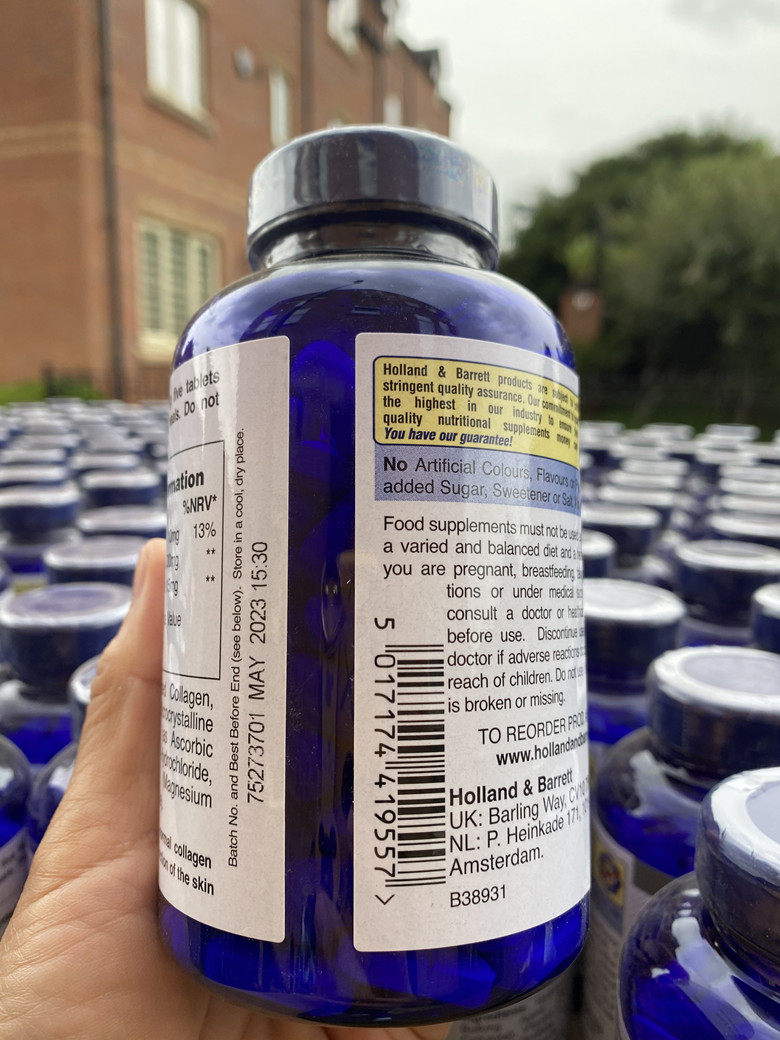 five tablets
Do not
%NRV*
13%
**
**
Collagen,
Ascorbic
Magnesium
collagen
of the skin
Batch No. and Best Before End (see below). Store in a cool, dry place.
75273701 MAY 2023 15:30
Holland & Barrett products are
stringent quality assurance. Our commitment
the highest in our industry to
quality nutritional supplements money
You have our guarantee!
No Artificial Colours, Flavours
added Sugar, Sweetener or Salt,
Food supplements must not be used
a varied and balanced diet and a
you are pregnant, breastfeeding,
tions or under medical
consult a doctor or
before use. Discontinue
doctor if adverse reactions
reach of children. Do not
is broken or missing.
TO REORDER
www.
Holland & Barrett
UK: Barling Way,
NL: P. Heinkade 171,
Amsterdam.
B38931
5 017174 419557 >